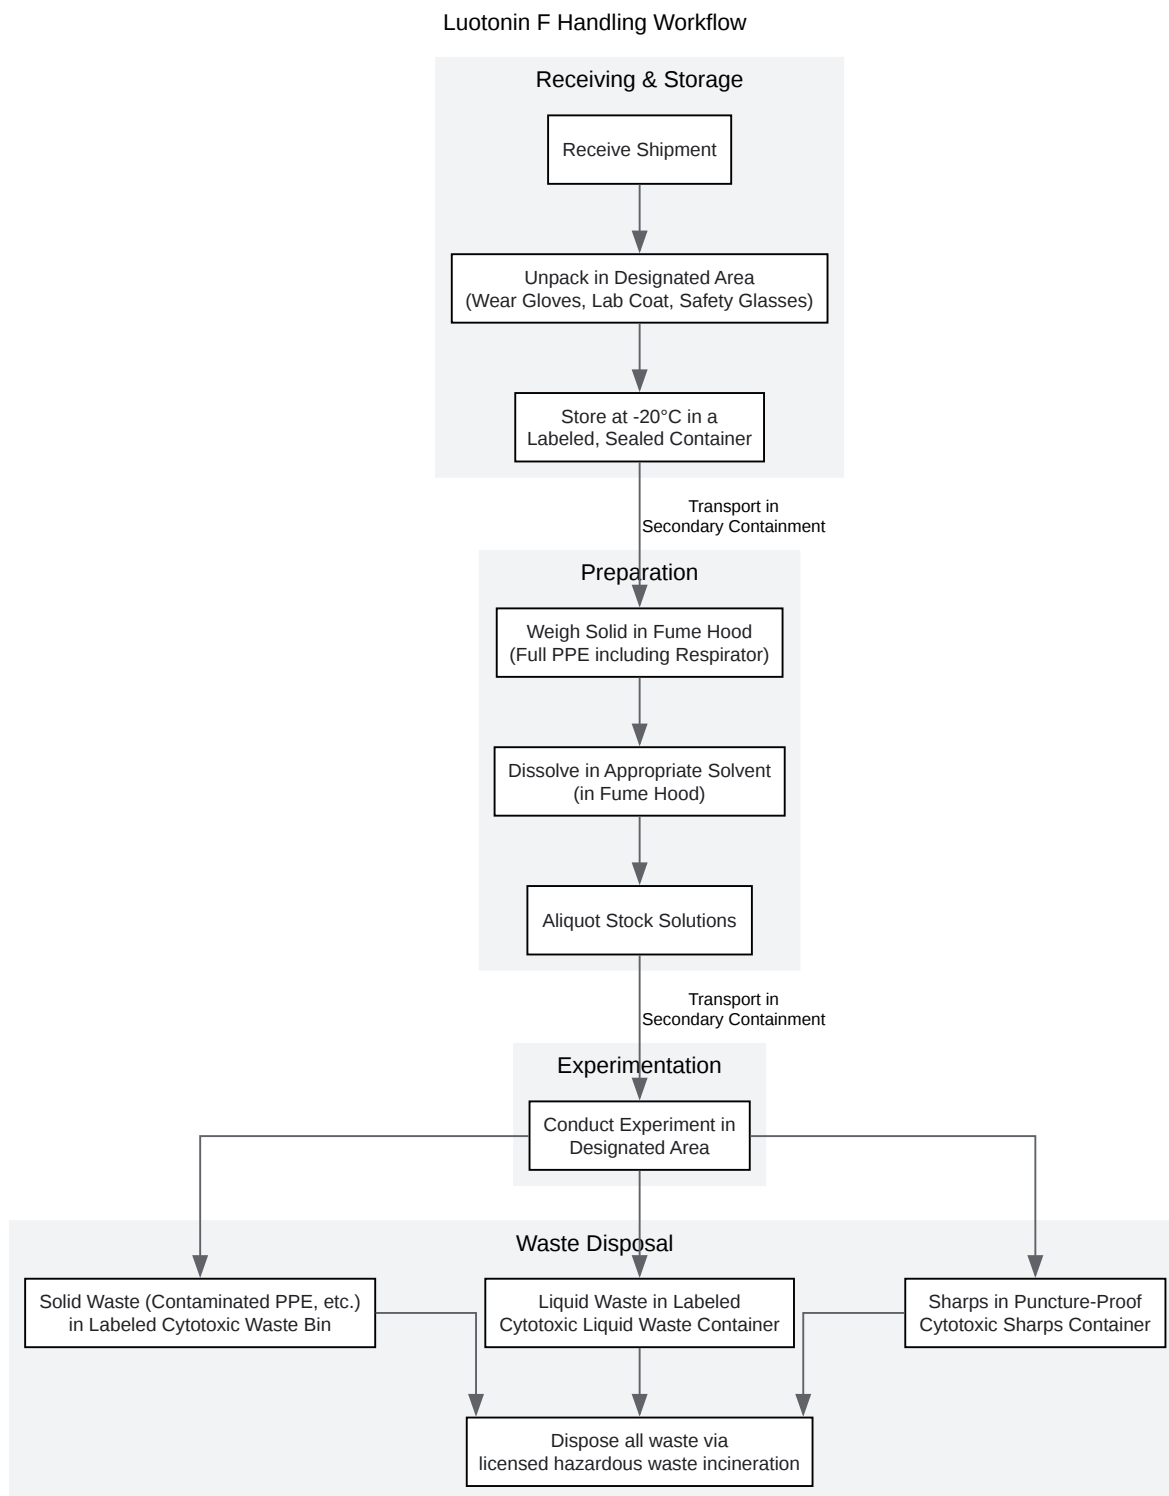 Luotonin F Handling Workflow
Receiving & Storage
Receive Shipment
Unpack in Designated Area
(Wear Gloves, Lab Coat, Safety Glasses)
Store at -20°C in a
Labeled, Sealed Container
Transport in
Secondary Containment
Preparation
Weigh Solid in Fume Hood
(Full PPE including Respirator)
Dissolve in Appropriate Solvent
(in Fume Hood)
Aliquot Stock Solutions
Transport in
Secondary Containment
Experimentation
Conduct Experiment in
Designated Area
Waste Disposal
Solid Waste (Contaminated PPE, etc.)
in Labeled Cytotoxic Waste Bin
Liquid Waste in Labeled
Cytotoxic Liquid Waste Container
Sharps in Puncture-Proof
Cytotoxic Sharps Container
Dispose all waste via
licensed hazardous waste incineration